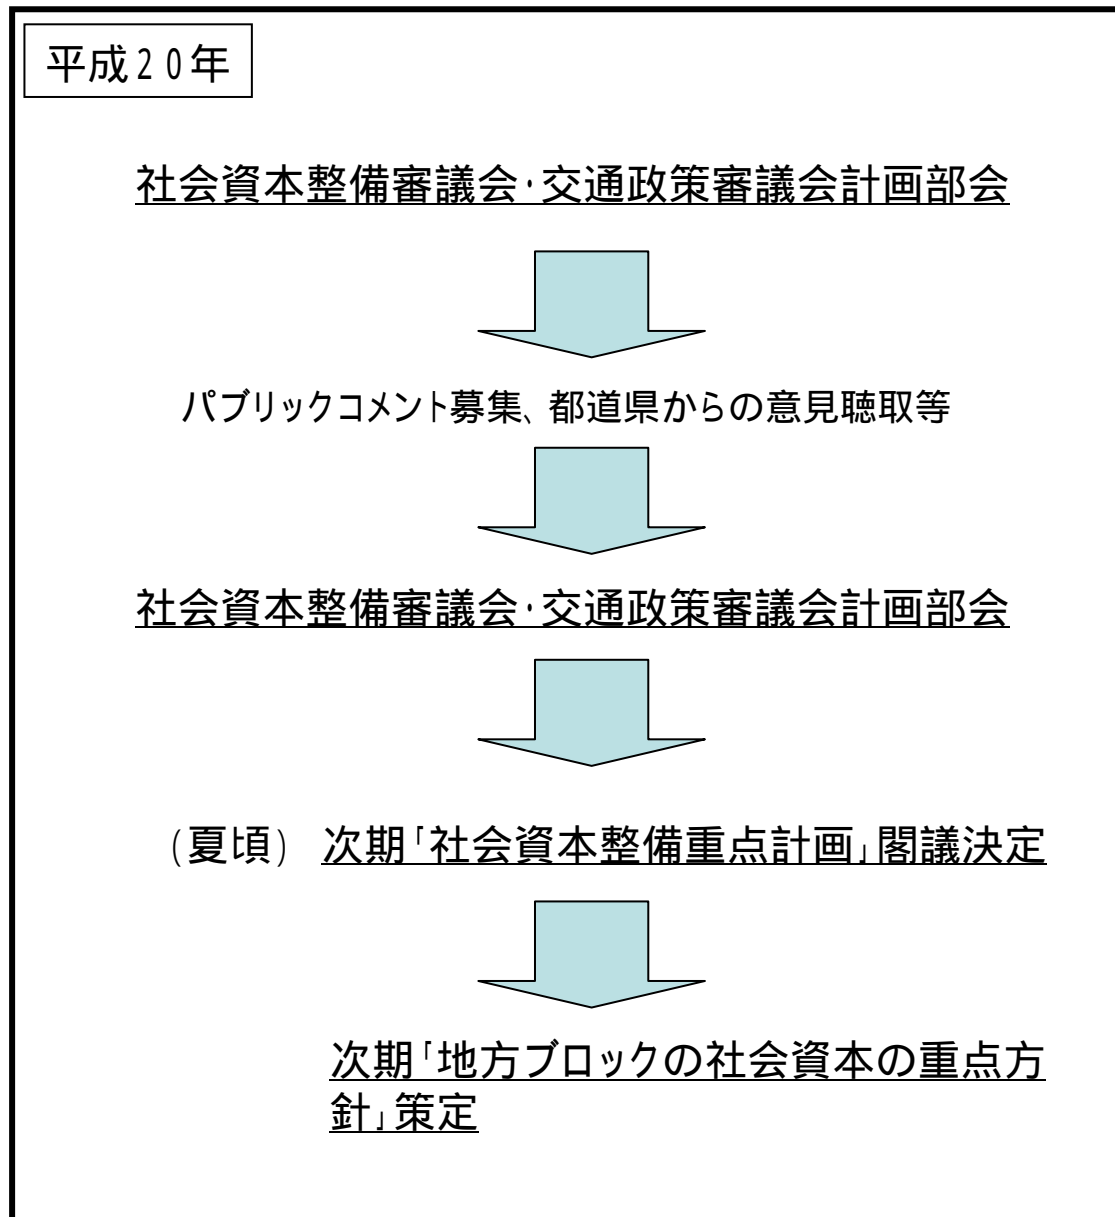 平成20年
社会資本整備審議会・交通政策審議会計画部会
パブリックコメント募集、都道県からの意見聴取等
社会資本整備審議会・交通政策審議会計画部会
(夏頃) 次期「社会資本整備重点計画」閣議決定
次期「地方ブロックの社会資本の重点方
針」策定